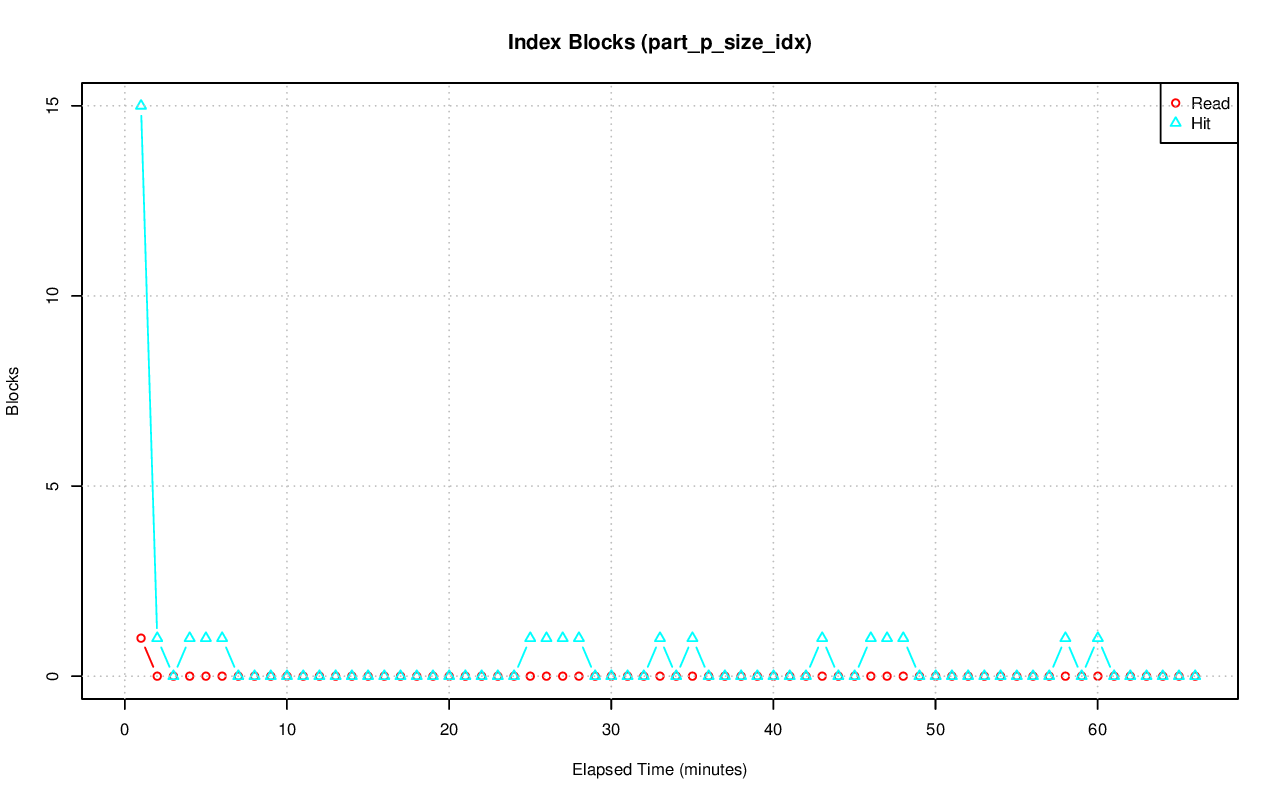 Index Blocks (part_p_size_idx)
Read
Hit
15
10
5
0
Blocks
0 10 20 30 40 50 60
Elapsed Time (minutes)